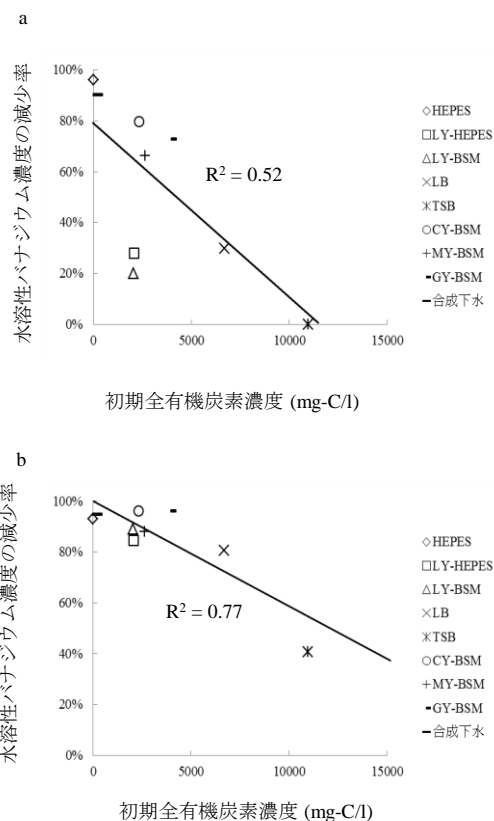 a
水溶性バナジウム濃度の減少率
100%
80%
60%
40%
20%
0%
R² = 0.52
0
5000
10000
15000
初期全有機炭素濃度 (mg-C/l)
HEPES
LY-HEPES
LY-BSM
LB
TSB
CY-BSM
MY-BSM
GY-BSM
合成下水
b
水溶性バナジウム濃度の減少率
100%
80%
60%
40%
20%
0%
R² = 0.77
0
5000
10000
15000
初期全有機炭素濃度 (mg-C/l)
HEPES
LY-HEPES
LY-BSM
LB
TSB
CY-BSM
MY-BSM
GY-BSM
合成下水